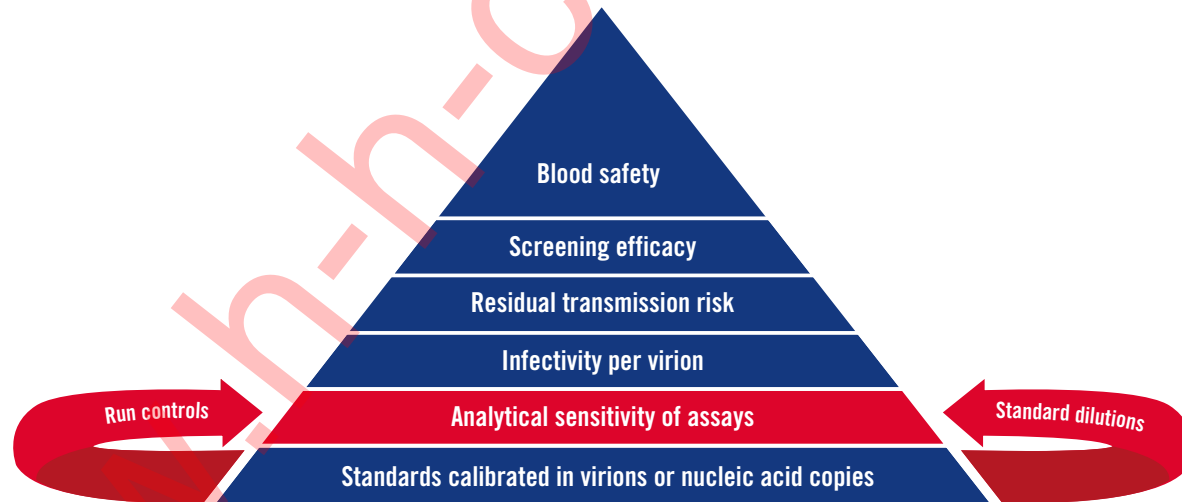 Blood safety
Screening efficacy
Residual transmission risk
Infectivity per virion
Run controls
Analytical sensitivity of assays
Standard dilutions
Standards calibrated in virions or nucleic acid copies